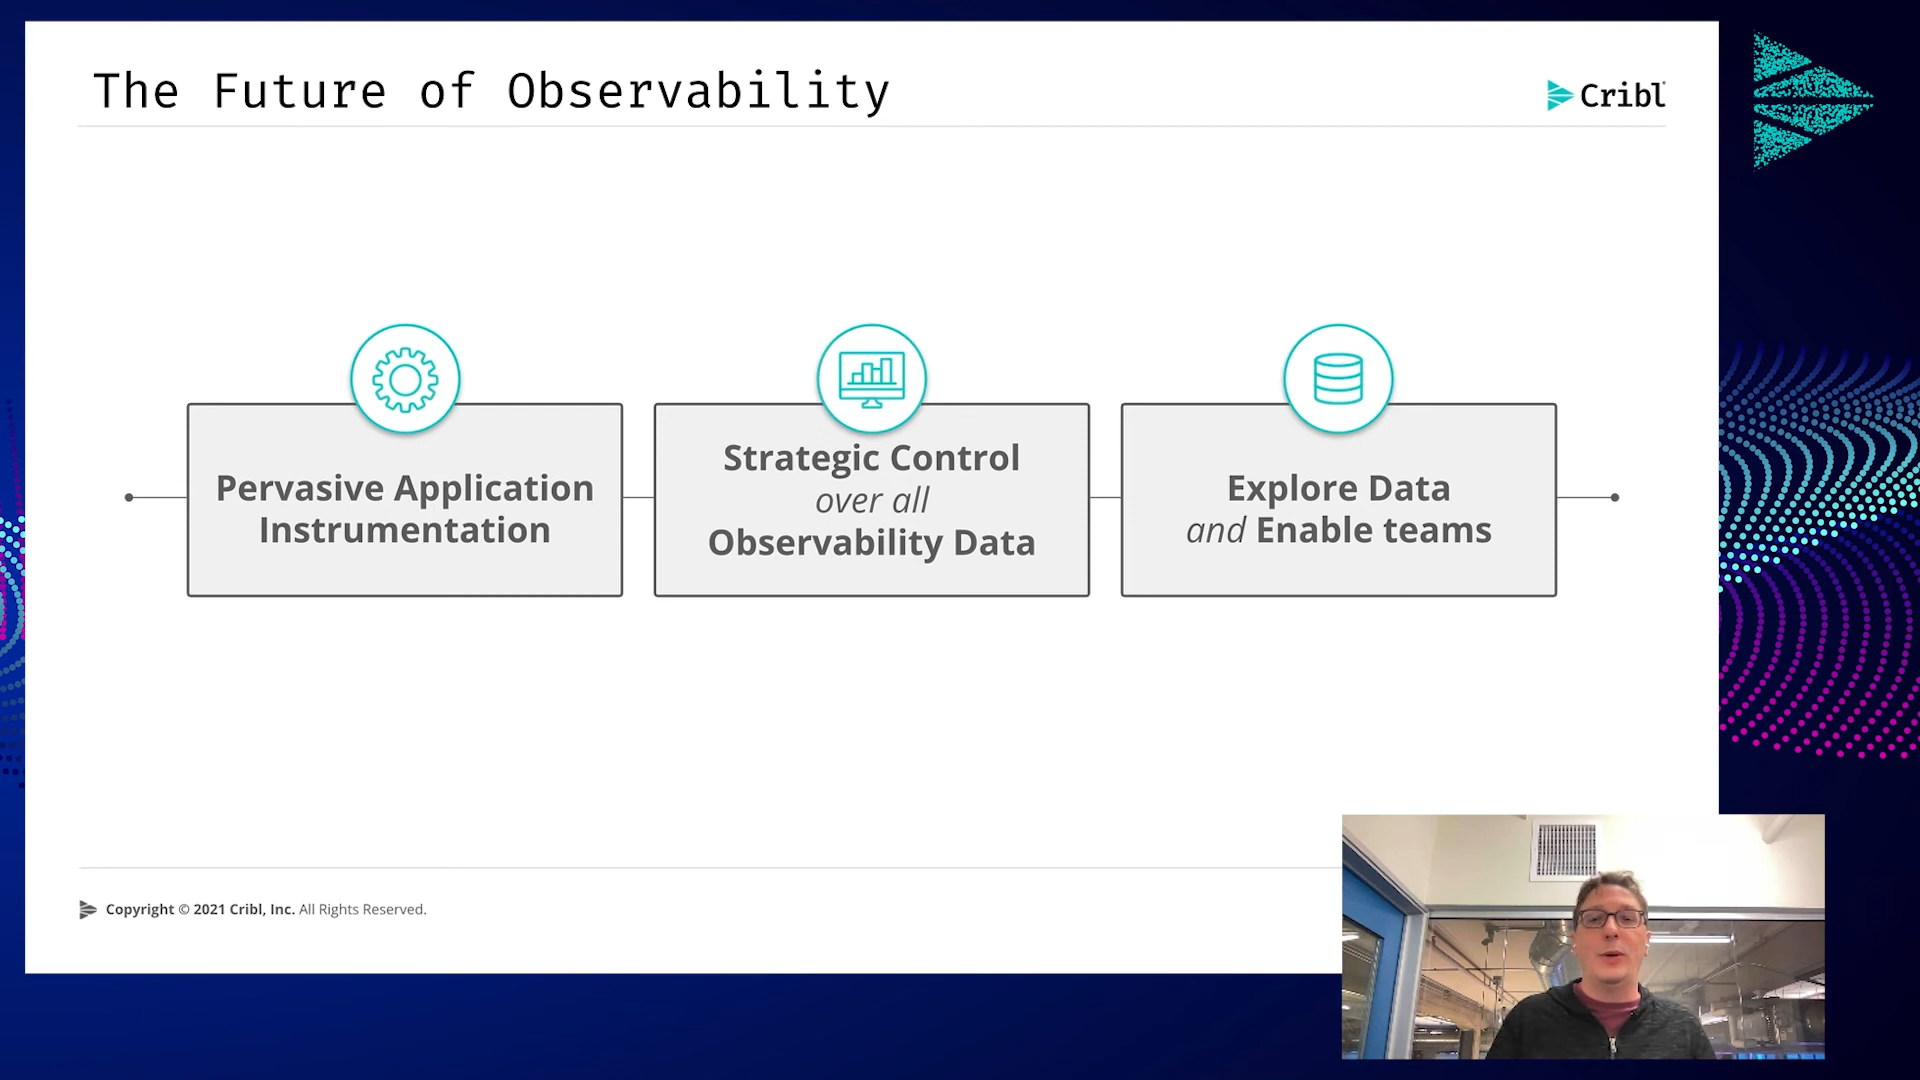 The Future of Observability
Cribl
Pervasive Application
Instrumentation
Strategic Control
over all
Observability Data
Explore Data
and Enable teams
Copyright © 2021 Cribl, Inc. All Rights Reserved.